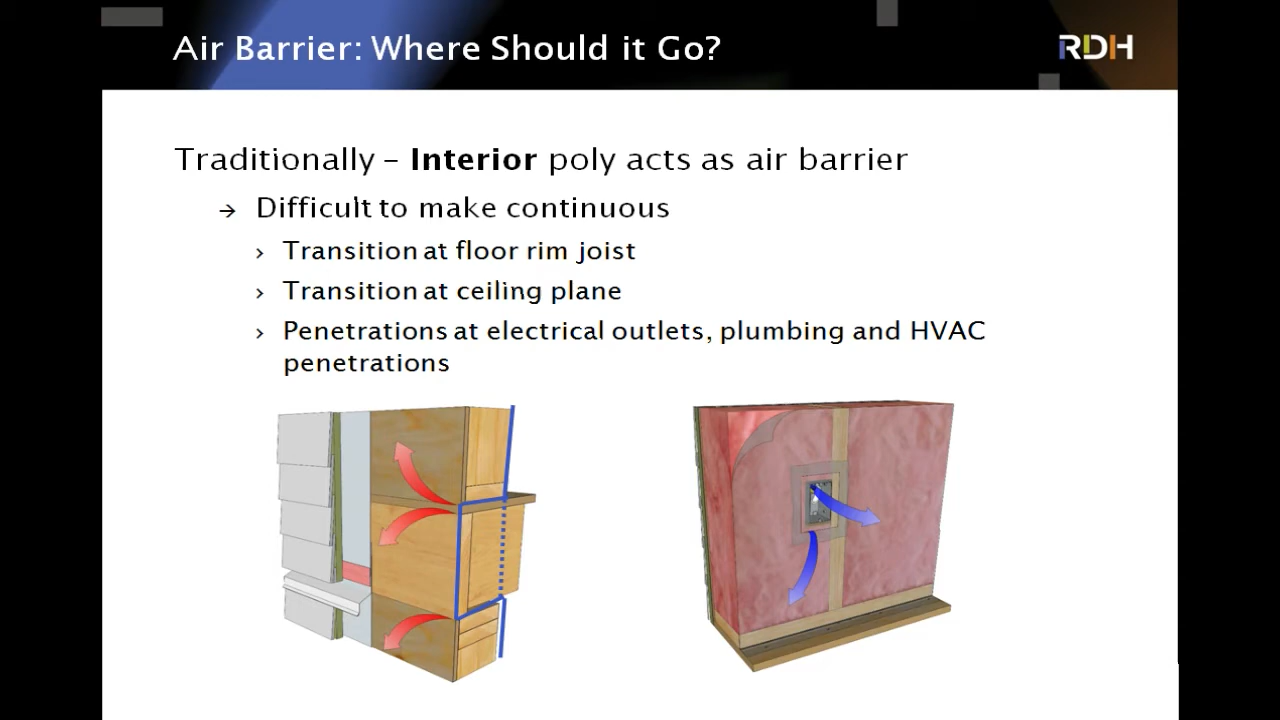 Air Barrier: Where Should it Go?
RDH
Traditionally – Interior poly acts as air barrier
→ Difficult to make continuous
› Transition at floor rim joist
› Transition at ceiling plane
› Penetrations at electrical outlets, plumbing and HVAC
penetrations